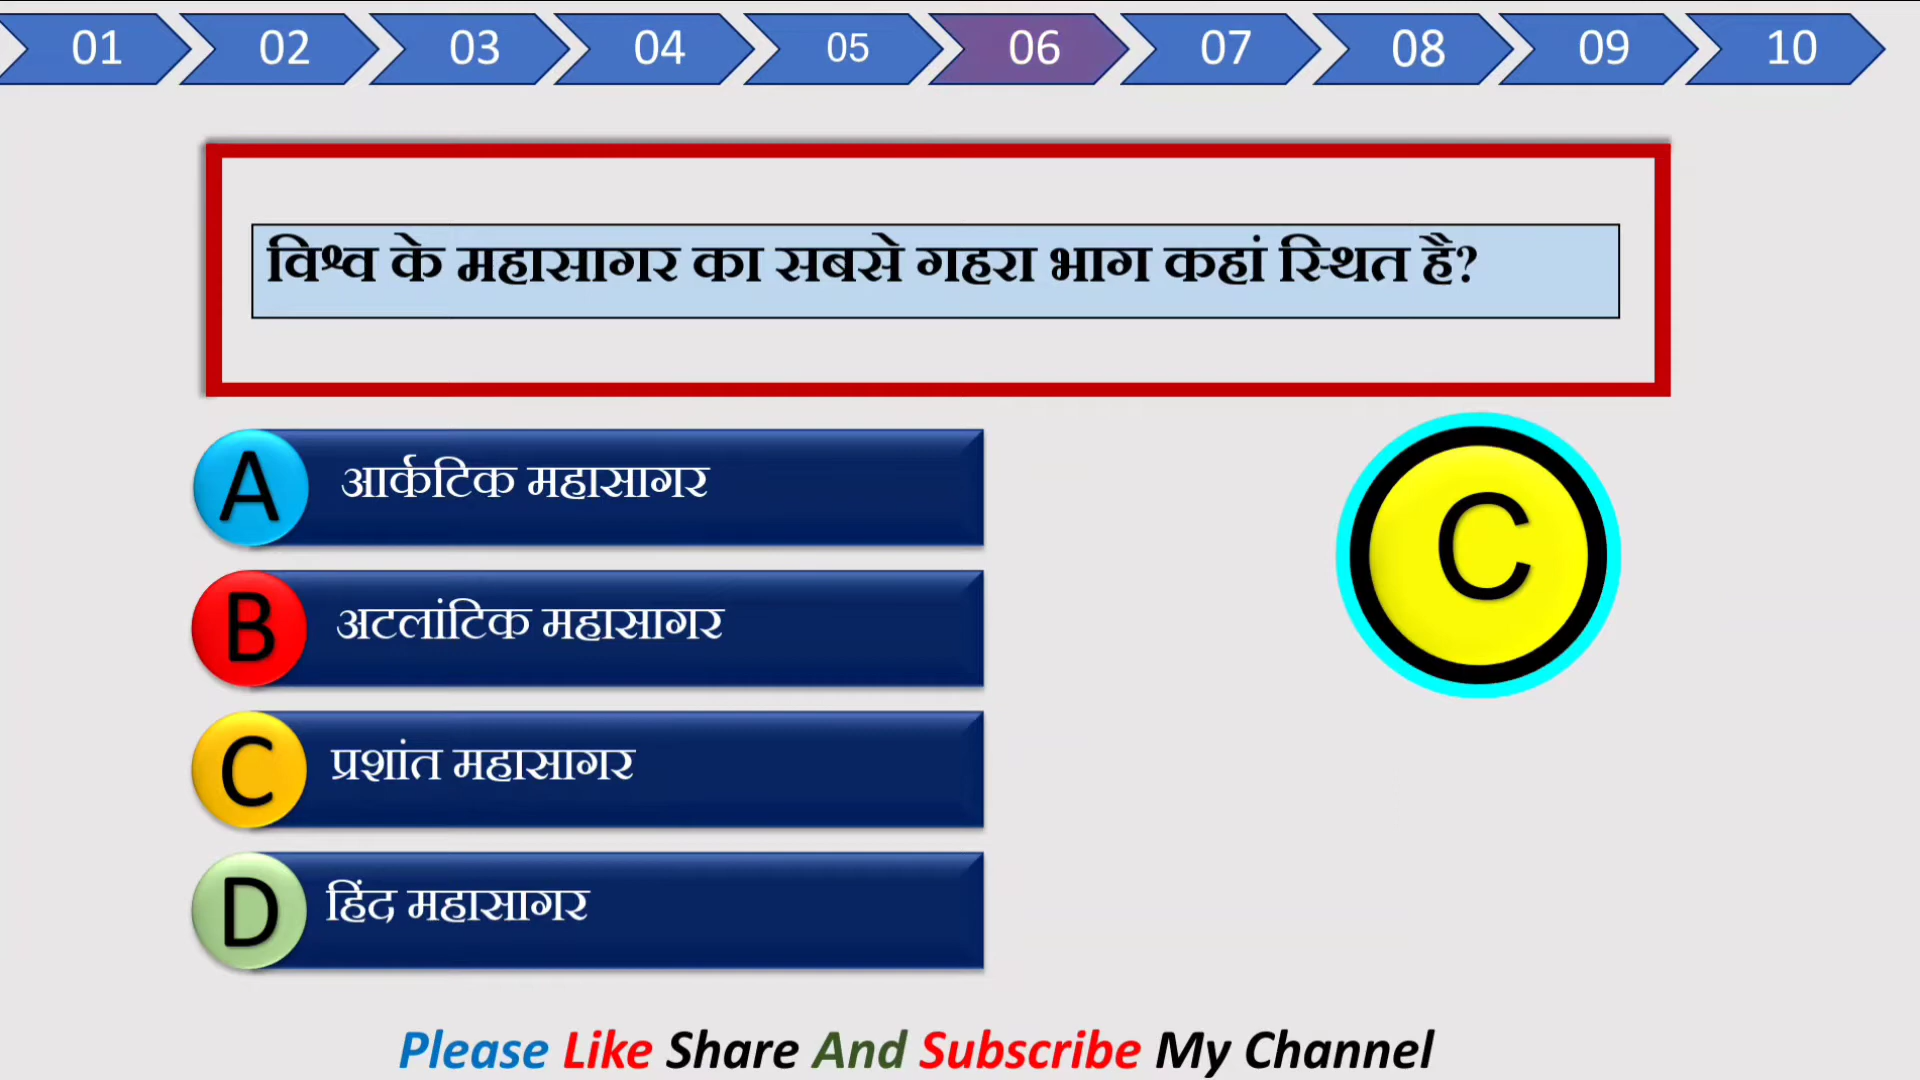 01 02 03 04 05 06 07 08 09 10
विश्व के महासागर का सबसे गहरा भाग कहां स्थित है?
A आर्कटिक महासागर
C
B अटलांटिक महासागर
C प्रशांत महासागर
D हिंद महासागर
Please Like Share And Subscribe My Channel